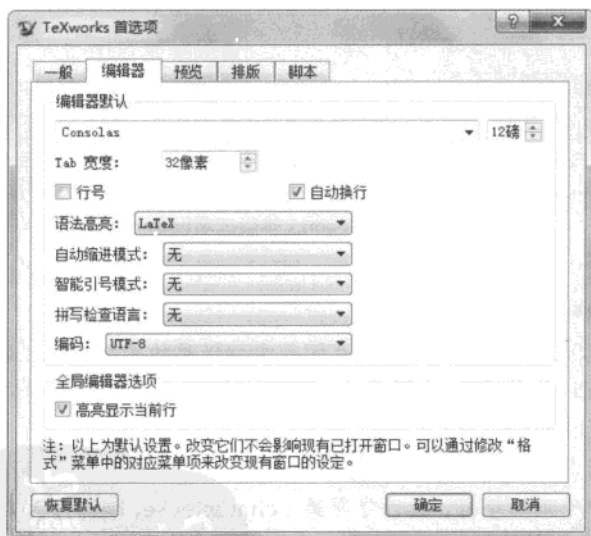 TeXworks 首选项
一般 编辑器 预览 排版 脚本
编辑器默认
Consolas 12磅
Tab 宽度: 32像素
行号 自动换行
语法高亮: LaTeX
自动缩进模式: 无
智能引号模式: 无
拼写检查语言: 无
编码: UTF-8
全局编辑器选项
高亮显示当前行
注: 以上为默认设置。改变它们不会影响现有已打开窗口。可以通过修改“格
式”菜单中的对应菜单项来改变现有窗口的设定。
恢复默认 确定 取消